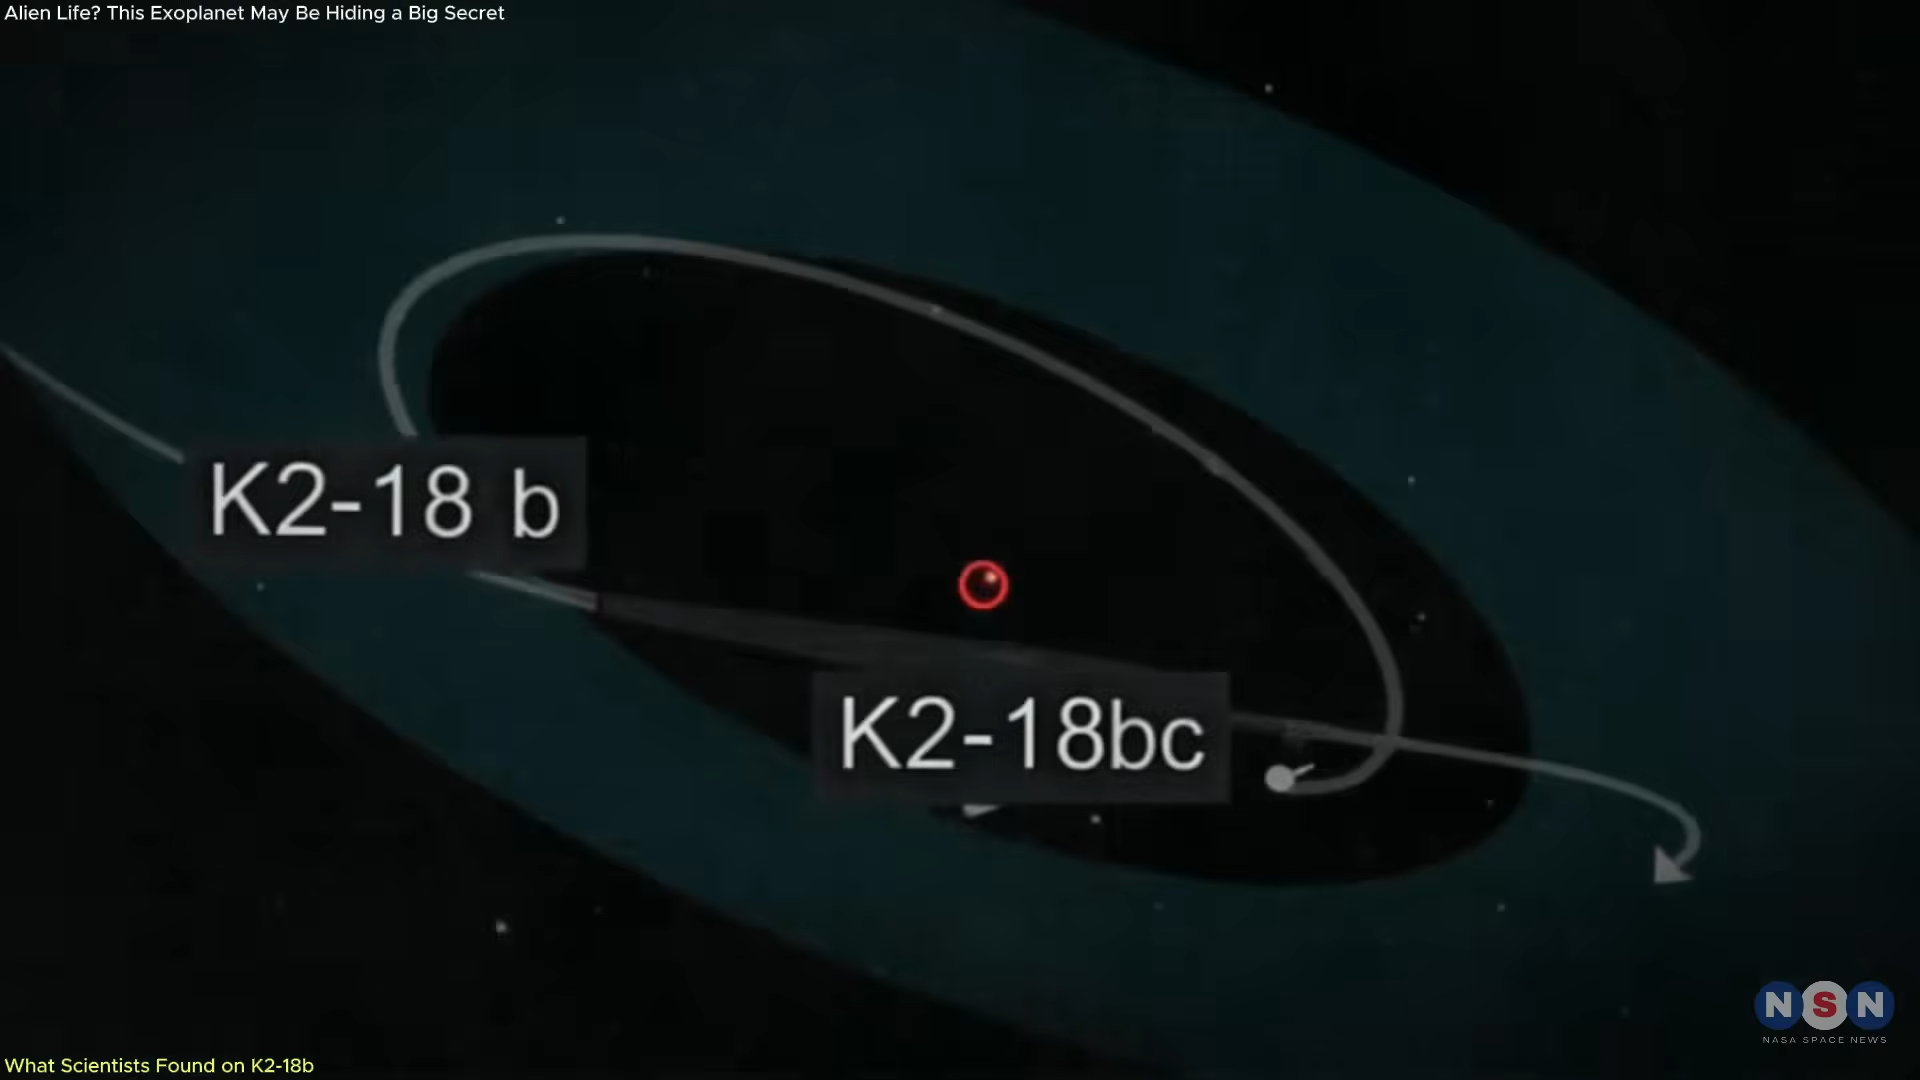 Alien Life? This Exoplanet May Be Hiding a Big Secret
K2-18 b
K2-18bc
NSN
NASA SPACE NEWS
What Scientists Found on K2-18b